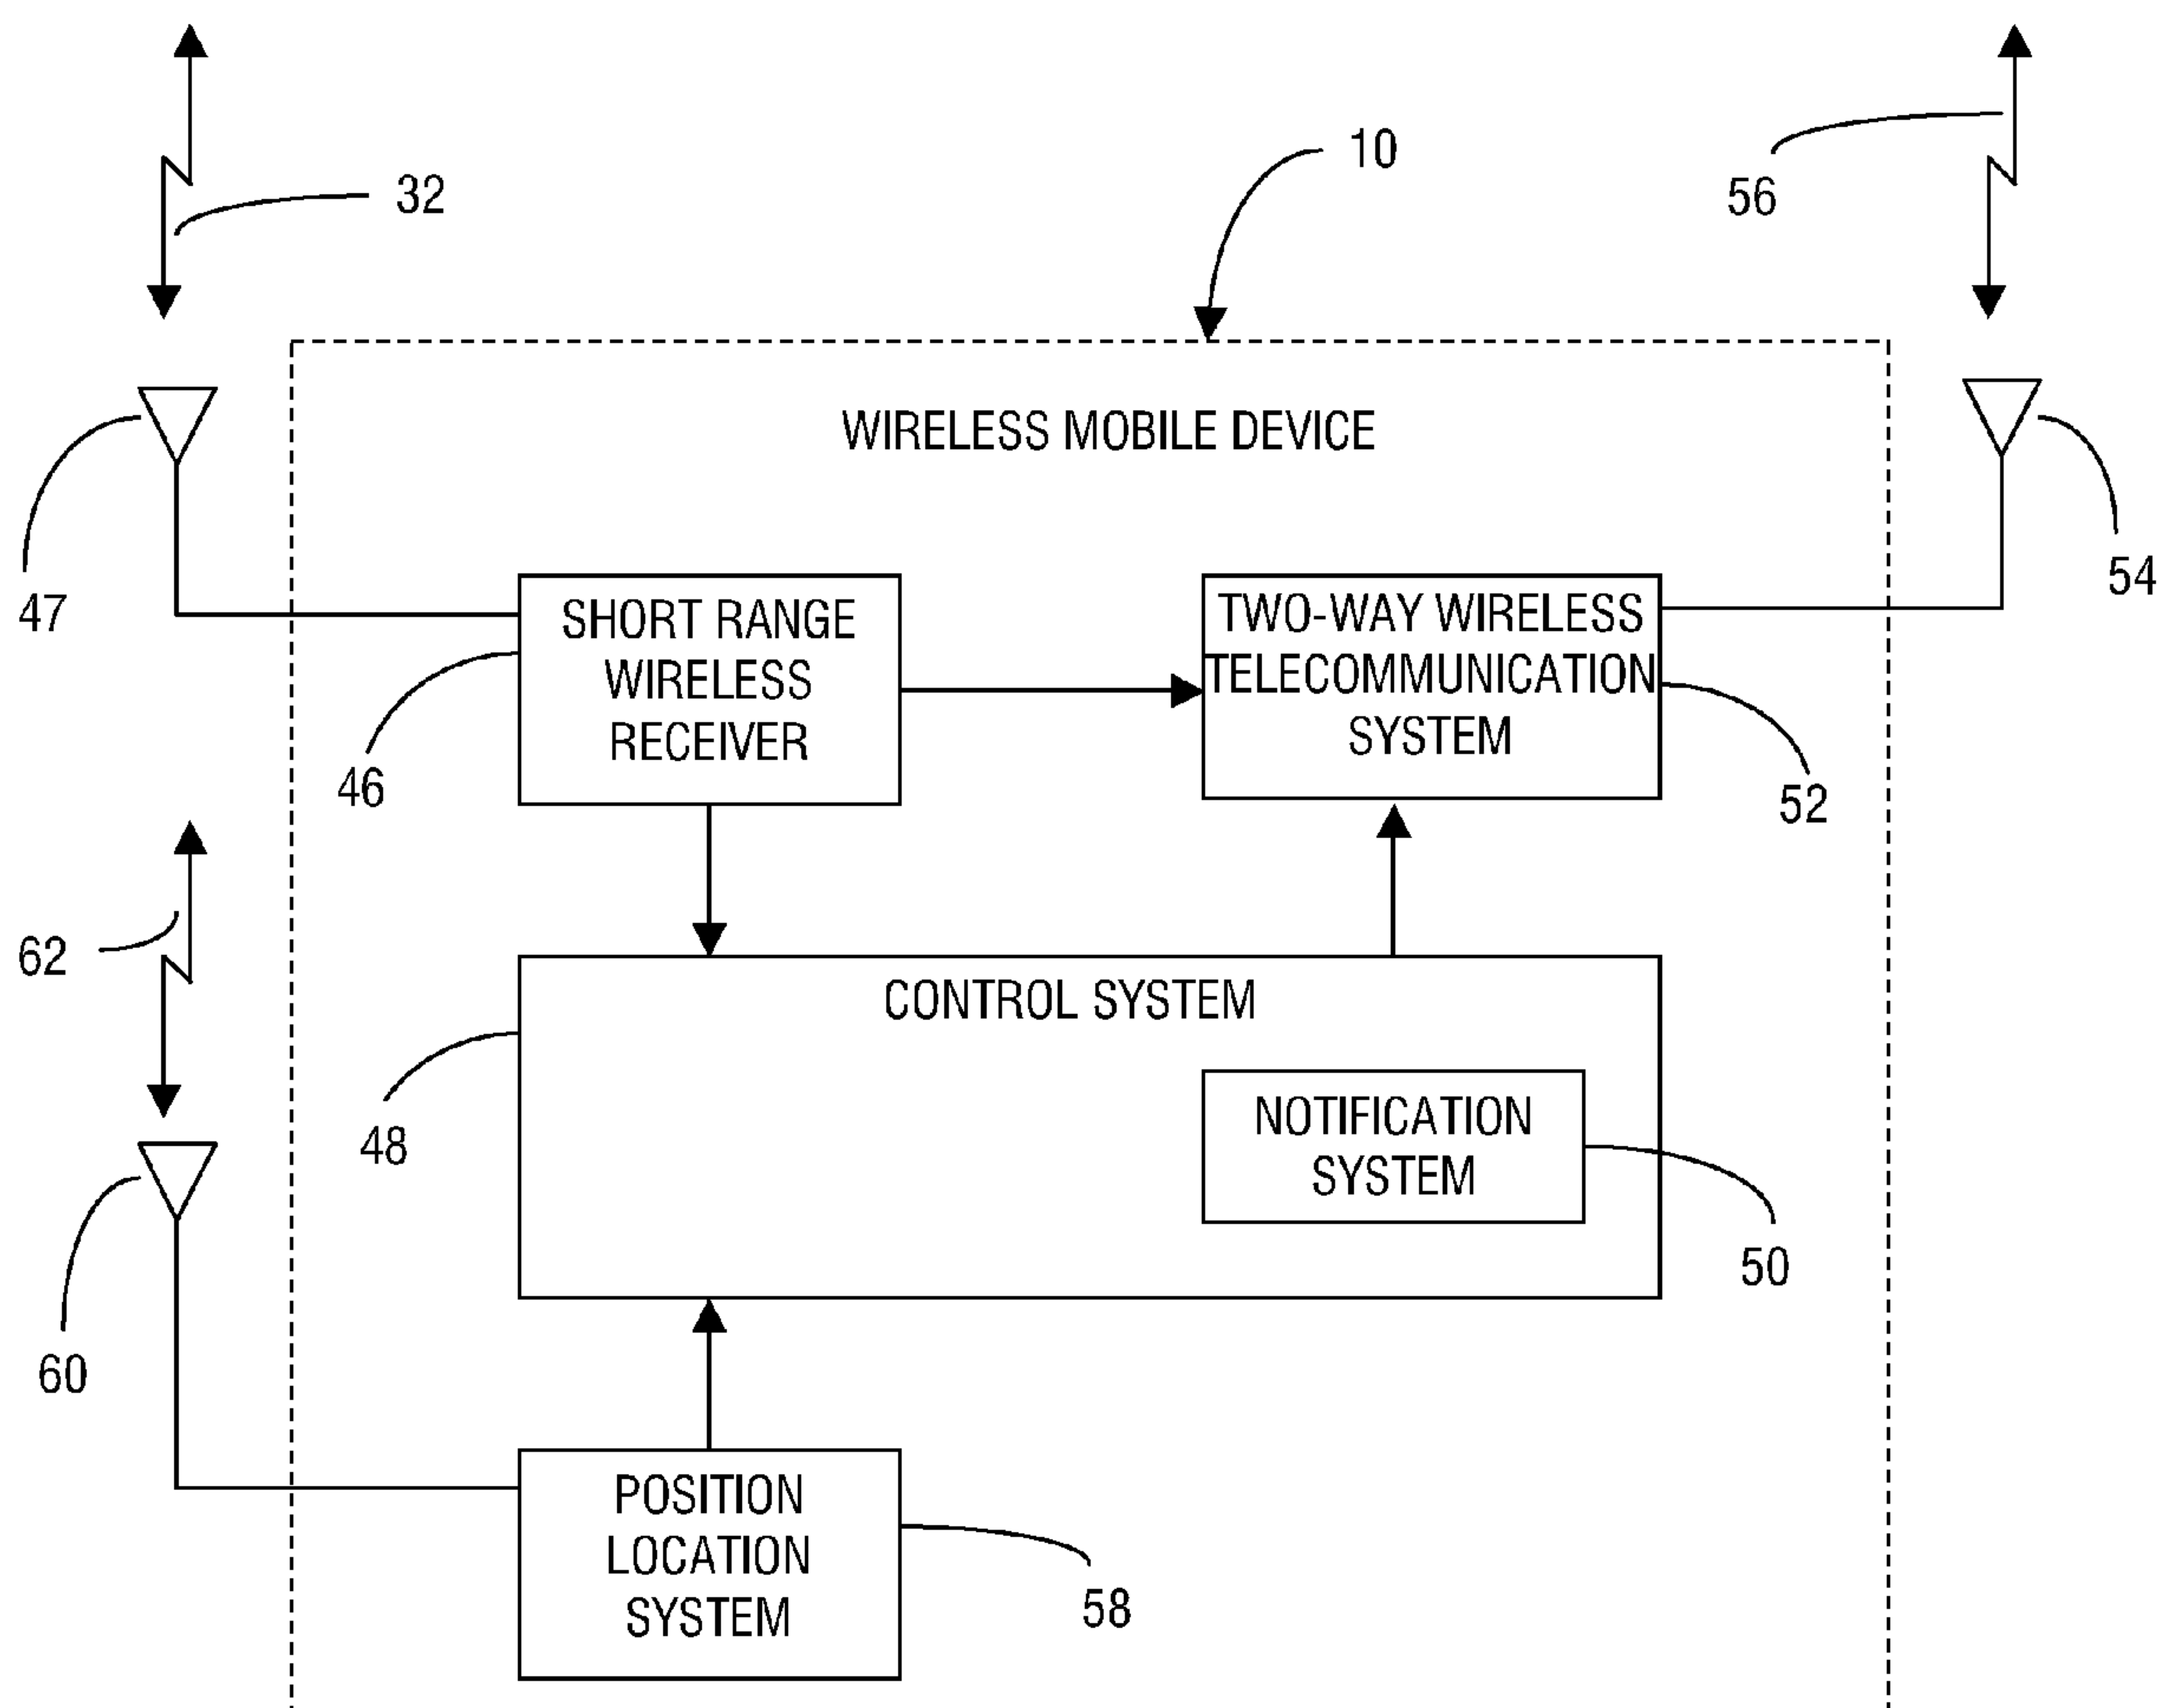 10
32
56
WIRELESS MOBILE DEVICE
47
54
SHORT RANGE
WIRELESS
RECEIVER
TWO-WAY WIRELESS
TELECOMMUNICATION
SYSTEM
46
52
62
CONTROL SYSTEM
48
NOTIFICATION
SYSTEM
50
60
POSITION
LOCATION
SYSTEM
58